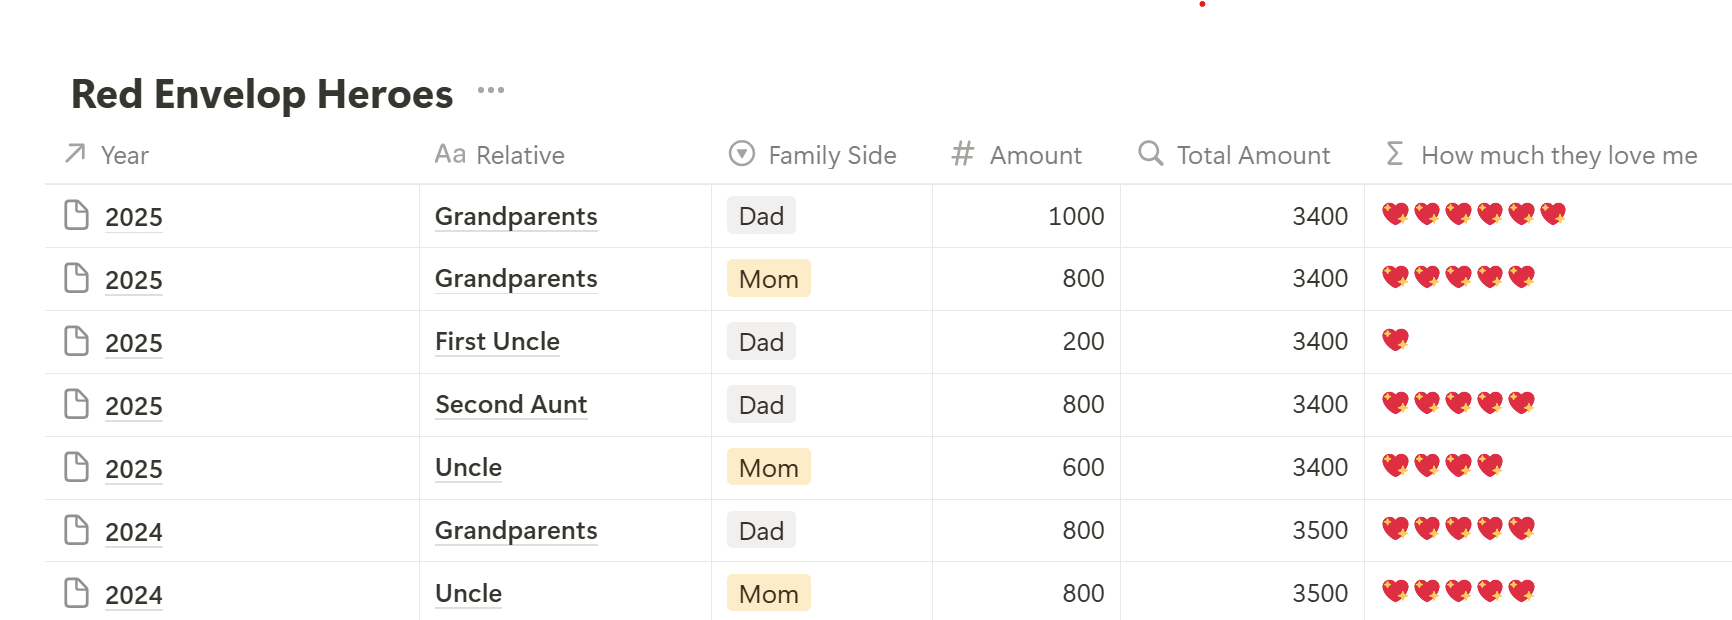 Red Envelop Heroes ...
Year Aa Relative Family Side # Amount Total Amount Σ How much they love me
2025 Grandparents Dad 1000 3400 💖💖💖💖💖💖
2025 Grandparents Mom 800 3400 💖💖💖💖💖
2025 First Uncle Dad 200 3400 💖
2025 Second Aunt Dad 800 3400 💖💖💖💖💖
2025 Uncle Mom 600 3400 💖💖💖💖
2024 Grandparents Dad 800 3500 💖💖💖💖💖
2024 Uncle Mom 800 3500 💖💖💖💖💖